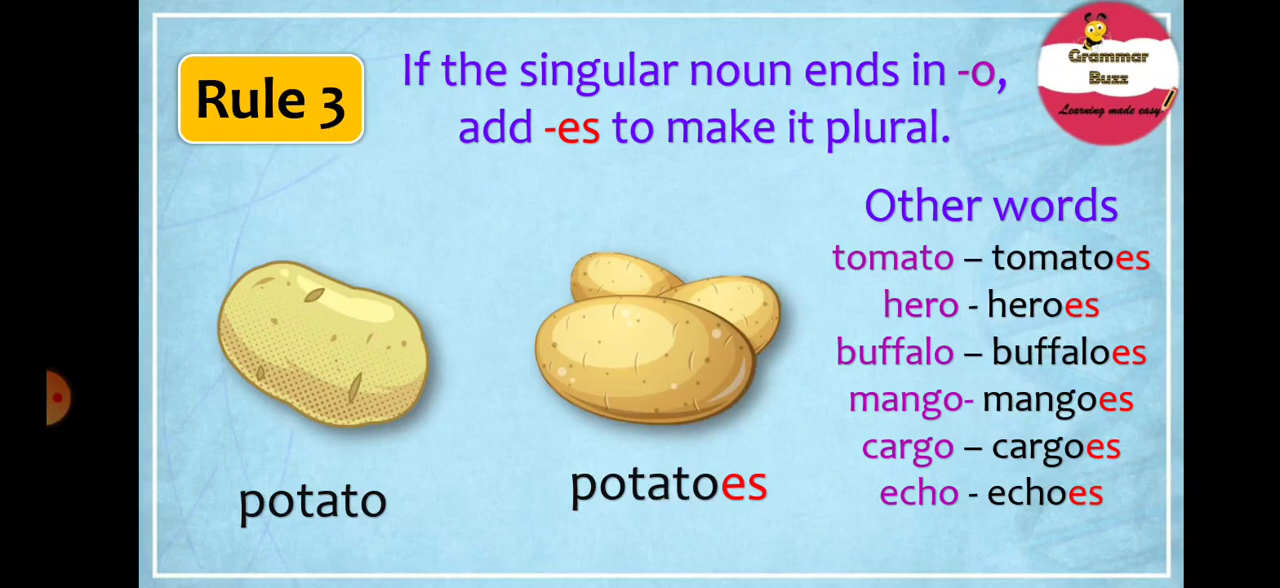 Rule 3
If the singular noun ends in -o,
add -es to make it plural.
Grammar
Buzz
Learning made easy.
Other words
tomato – tomatoes
hero - heroes
buffalo – buffaloes
mango- mangoes
cargo – cargoes
echo - echoes
potato
potatoes